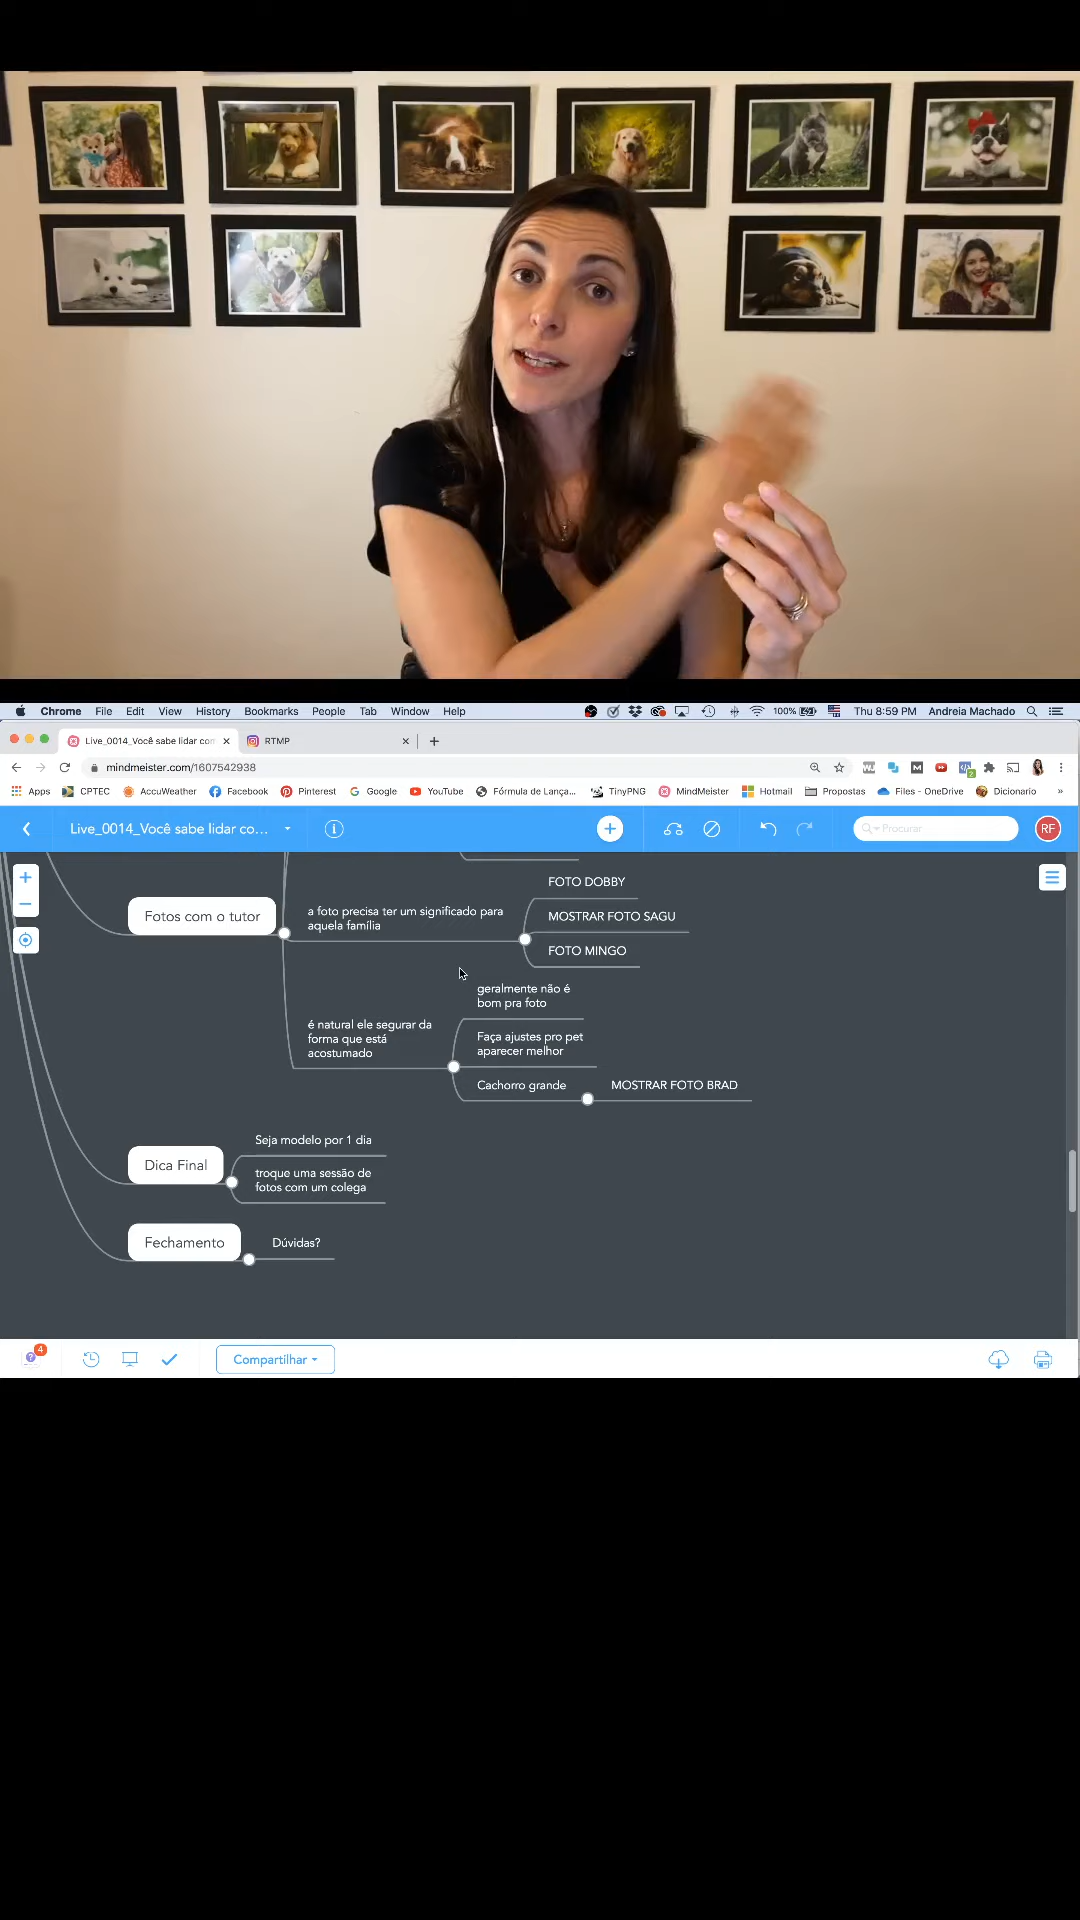 Chrome File Edit View History Bookmarks People Tab Window Help 100% Thu 8:59 PM Andreia Machado
Live_0014_Você sabe lidar con RTMP
mindmeister.com/1607542938
Apps CPTEC AccuWeather Facebook Pinterest Google YouTube Fórmula de Lança... TinyPNG MindMeister Hotmail Propostas Files - OneDrive Dicionario »
Live_0014_Você sabe lidar co... Procurar RF
FOTO DOBBY
Fotos com o tutor
a foto precisa ter um significado para
aquela família
MOSTRAR FOTO SAGU
FOTO MINGO
geralmente não é
bom pra foto
é natural ele segurar da
forma que está
acostumado
Faça ajustes pro pet
aparecer melhor
Cachorro grande
MOSTRAR FOTO BRAD
Dica Final
Seja modelo por 1 dia
troque uma sessão de
fotos com um colega
Fechamento
Dúvidas?
4
Compartilhar